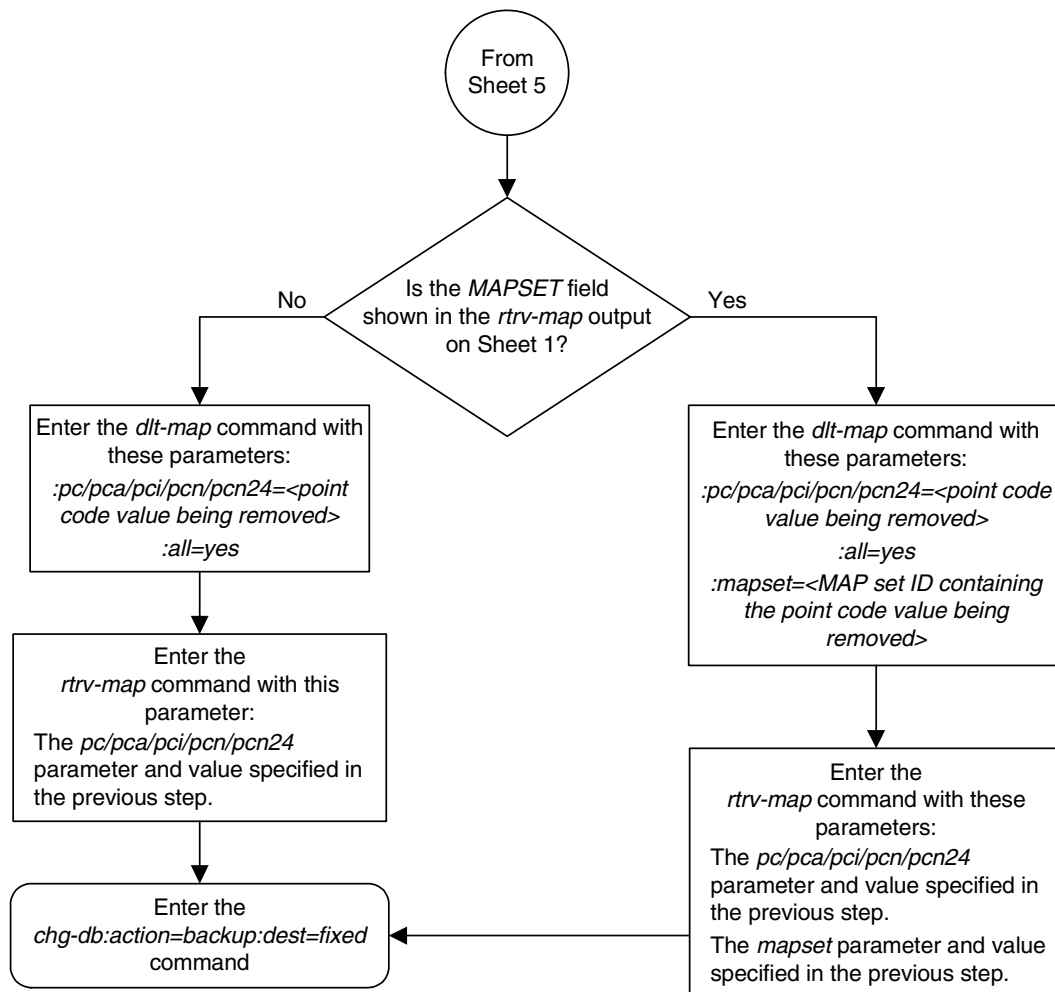 From
Sheet 5
Is the MAPSET field
shown in the rtrv-map output
on Sheet 1?
No
Yes
Enter the dlt-map command with
these parameters:
:pc/pca/pci/pcn/pcn24=<point
code value being removed>
:all=yes
Enter the
rtrv-map command with this
parameter:
The pc/pca/pci/pcn/pcn24
parameter and value specified in
the previous step.
Enter the dlt-map command with
these parameters:
:pc/pca/pci/pcn/pcn24=<point code
value being removed>
:all=yes
:mapset=<MAP set ID containing
the point code value being
removed>
Enter the
rtrv-map command with these
parameters:
The pc/pca/pci/pcn/pcn24
parameter and value specified in
the previous step.
The mapset parameter and value
specified in the previous step.
Enter the
chg-db:action=backup:dest=fixed
command